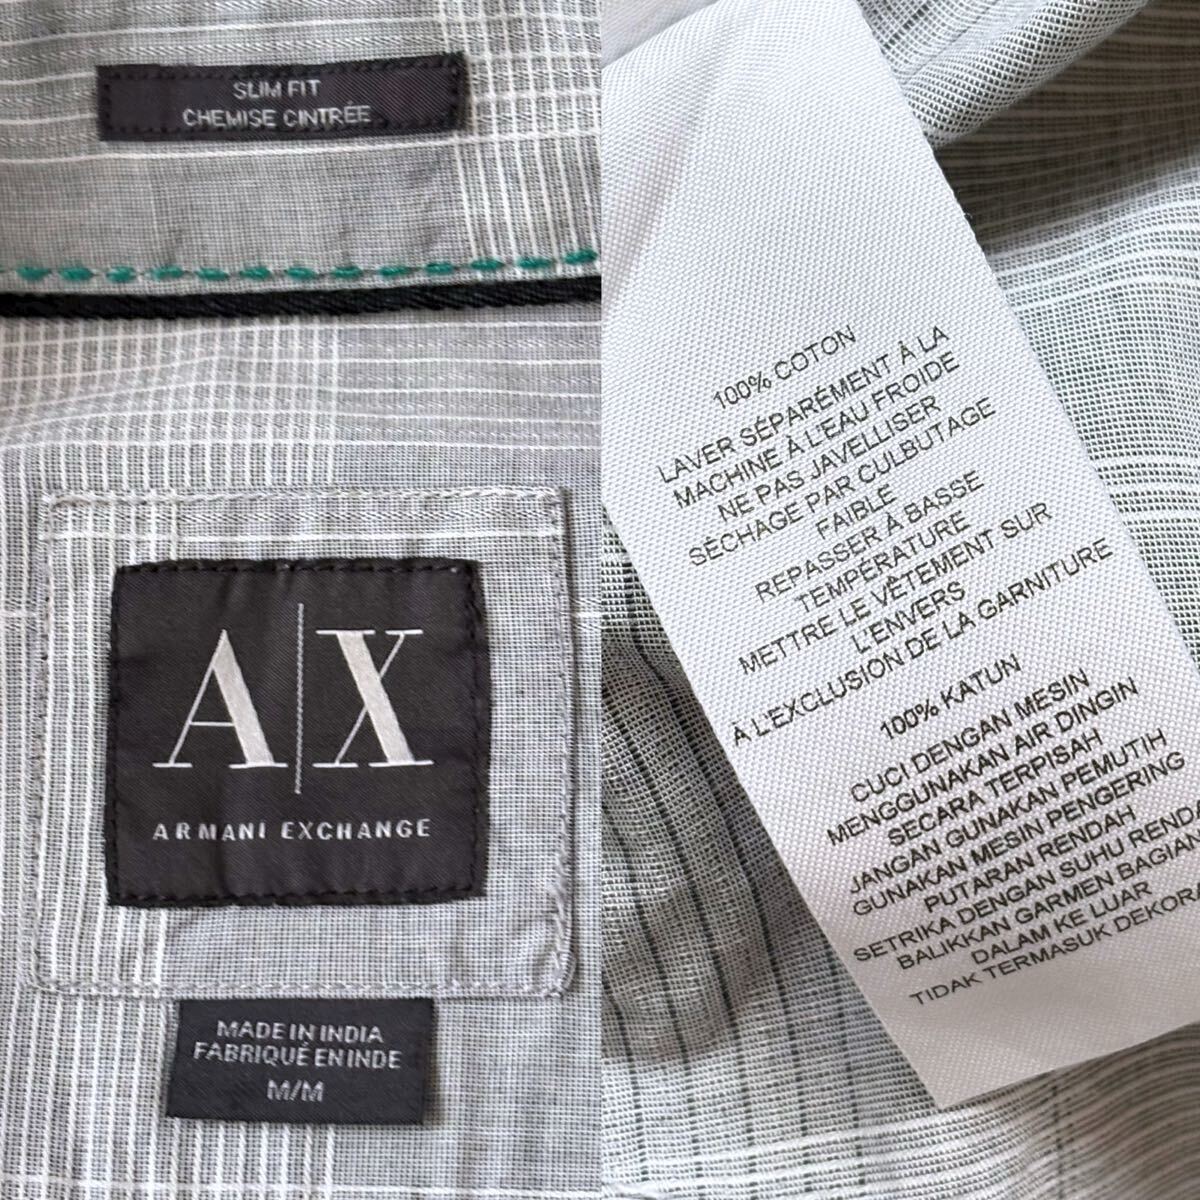 SLIM FIT
CHEMISE CINTRÉE
A|X
ARMANI EXCHANGE
MADE IN INDIA
FABRIQUÉ EN INDE
M/M
100% COTON
LAVER SÉPARÉMENT À LA
MACHINE À L'EAU FROIDE
NE PAS JAVELLISER
SÉCHAGE PAR CULBUTAGE
FAIBLE
REPASSER À BASSE
TEMPÉRATURE
METTRE LE VÊTEMENT SUR
L'ENVERS
À L'EXCLUSION DE LA GARNITURE
100% KATUN
CUCI DENGAN MESIN
MENGGUNAKAN AIR DINGIN
SECARA TERPISAH
JANGAN GUNAKAN PEMUTIH
GUNAKAN MESIN PENGERING
PUTARAN RENDAH
SETRIKA DENGAN SUHU RENDA
BALIKKAN GARMEN BAGIAN
DALAM KE LUAR
TIDAK TERMASUK DEKORA